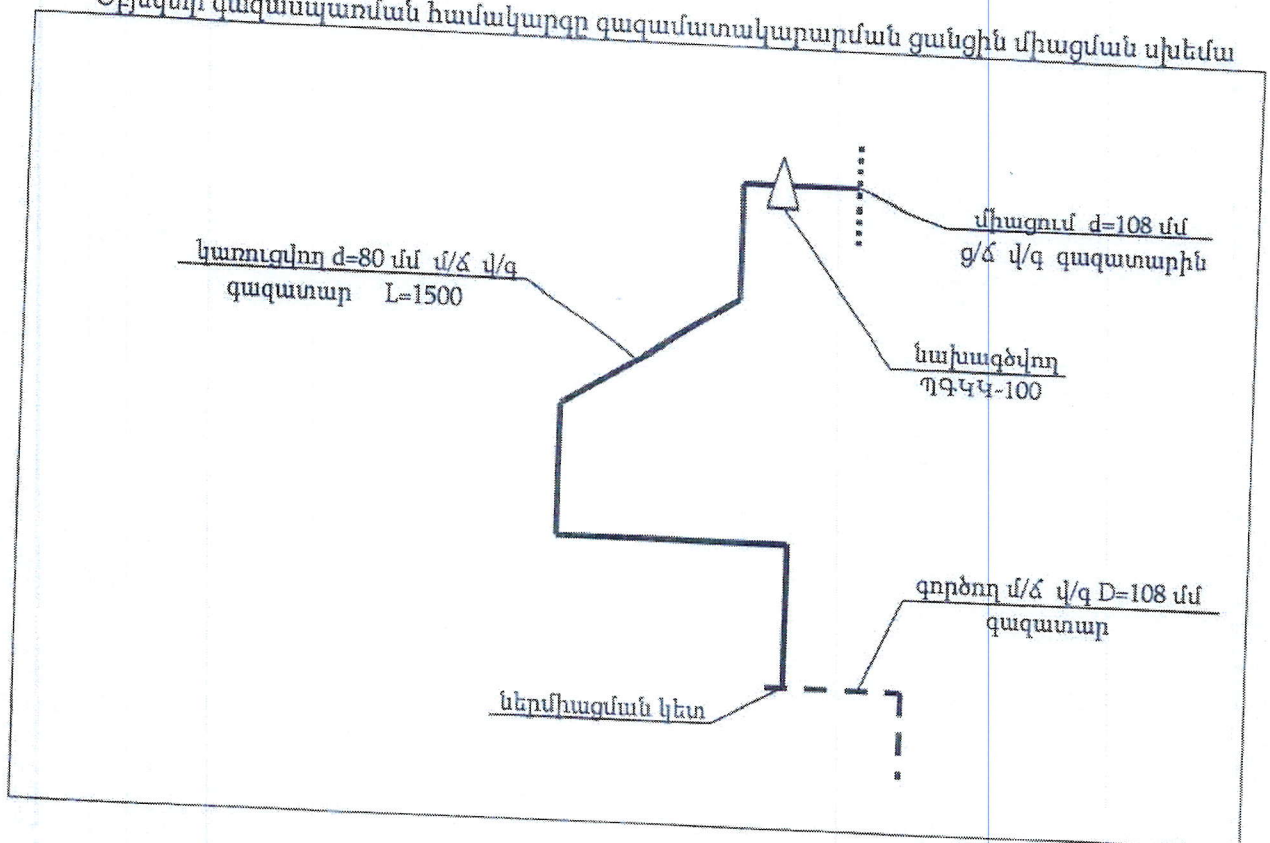 Օբյեկտի գազասպառման համակարգը գազամատակարարման ցանցին միացման սխեմա
միացում d=108 մմ
ց/ճ վ/գ գազատարին
կառուցվող d=80 մմ մ/ճ վ/գ
գազատար L=1500
նախագծվող
ՊԳԿԿ-100
գործող մ/ճ վ/գ D=108 մմ
գազատար
ներմիացման կետ